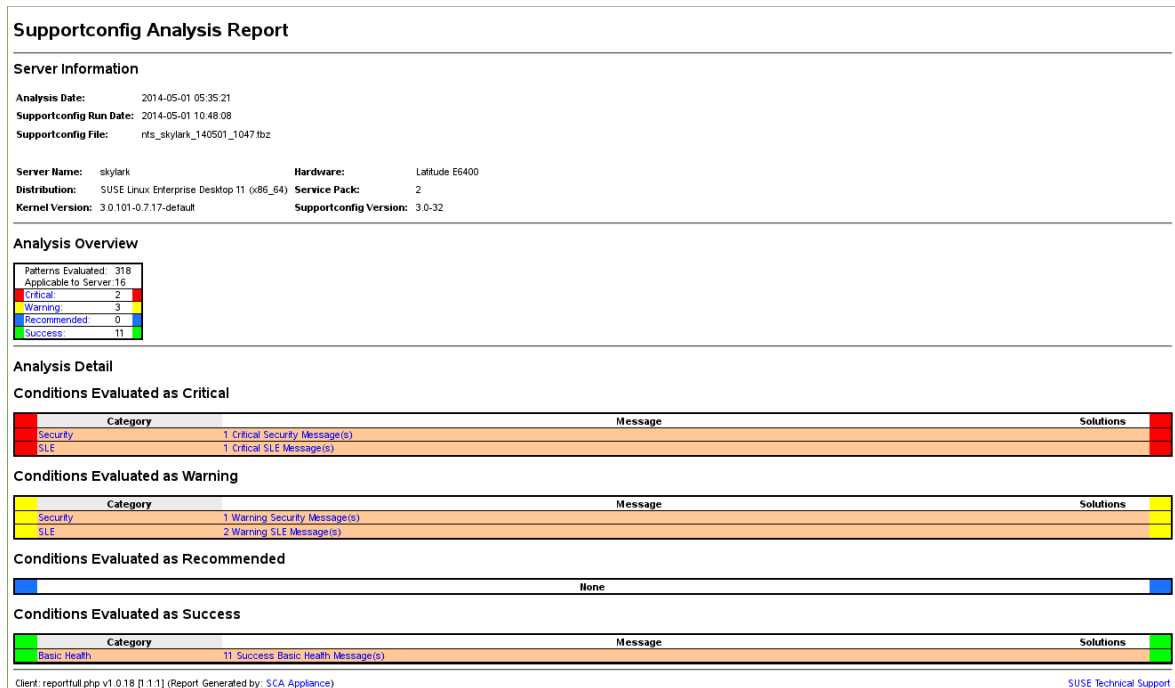 Supportconfig Analysis Report
Server Information
Analysis Date: 2014-05-01 05:35:21
Supportconfig Run Date: 2014-05-01 10:48:08
Supportconfig File: nts_skylark_140501_1047.tbz
Server Name: skylark Hardware: Latitude E6400
Distribution: SUSE Linux Enterprise Desktop 11 (x86_64) Service Pack: 2
Kernel Version: 3.0.101-0.7.17-default Supportconfig Version: 3.0-32
Analysis Overview
Patterns Evaluated: 318
Applicable to Server: 16
Critical: 2
Warning: 3
Recommended: 0
Success: 11
Analysis Detail
Conditions Evaluated as Critical
Category Message Solutions
Security 1 Critical Security Message(s)
SLE 1 Critical SLE Message(s)
Conditions Evaluated as Warning
Category Message Solutions
Security 1 Warning Security Message(s)
SLE 2 Warning SLE Message(s)
Conditions Evaluated as Recommended
None
Conditions Evaluated as Success
Category Message Solutions
Basic Health 11 Success Basic Health Message(s)
Client: reportfull.php v1.0.18 [1:1:1] (Report Generated by: SCA Appliance) SUSE Technical Support